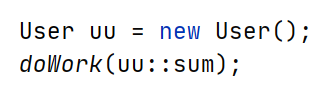 User uu = new User();
doWork(uu::sum);